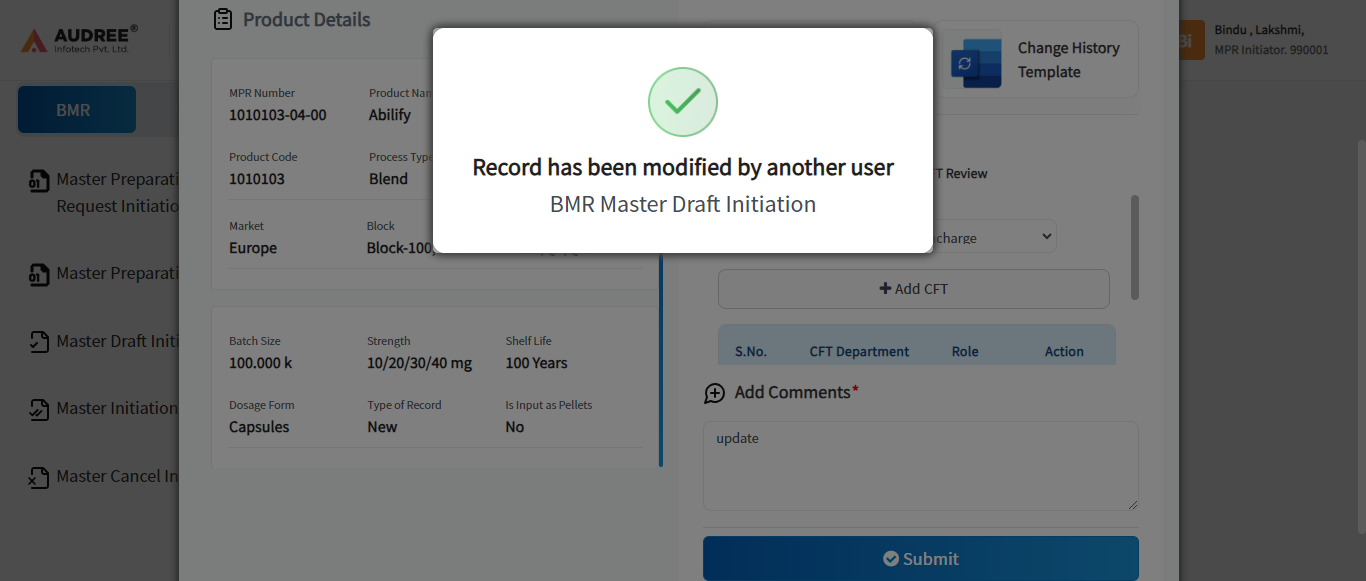 AUDREE®
Infotech Pvt. Ltd.
BMR
Master Preparati
Request Initiatio
Master Preparati
Master Draft Initi
Master Initiation
Master Cancel In
Product Details
MPR Number
1010103-04-00
Product Nam
Abilify
Product Code
1010103
Process Type
Blend
Market
Europe
Block
Block-100,
Batch Size
100.000 k
Strength
10/20/30/40 mg
Shelf Life
100 Years
Dosage Form
Capsules
Type of Record
New
Is Input as Pellets
No
Record has been modified by another user
BMR Master Draft Initiation
Change History
Template
Bi
Bindu , Lakshmi,
MPR Initiator. 990001
T Review
charge
Add CFT
S.No. CFT Department Role Action
Add Comments*
update
Submit